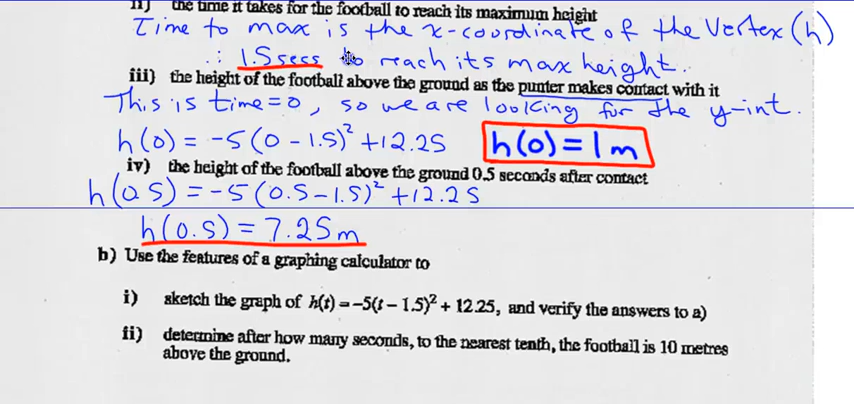 ii) the time it takes for the football to reach its maximum height
Time to max is the x-coordinate of the Vertex (h)
∴ 1.5 secs to reach its max height.
iii) the height of the football above the ground as the punter makes contact with it
This is time=0, so we are looking for the y-int.
h(0) = -5(0-1.5)² +12.25 h(0)=1m
iv) the height of the football above the ground 0.5 seconds after contact
h(0.5) = -5(0.5-1.5)² +12.25
h(0.5) = 7.25m
b) Use the features of a graphing calculator to
i) sketch the graph of h(t) = -5(t - 1.5)² + 12.25, and verify the answers to a)
ii) determine after how many seconds, to the nearest tenth, the football is 10 metres
above the ground.